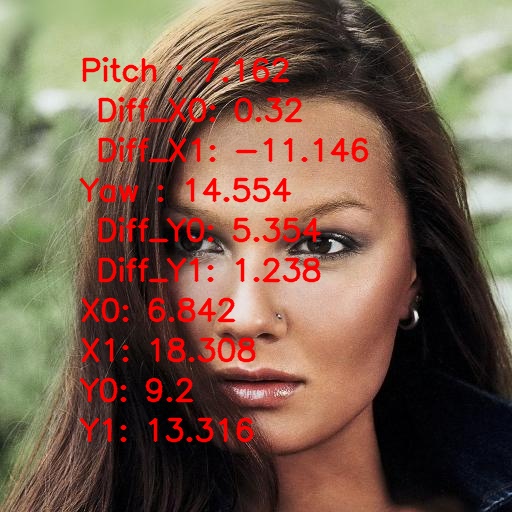 Pitch : 7.162
Diff_X0: 0.32
Diff_X1: -11.146
Yaw : 14.554
Diff_Y0: 5.354
Diff_Y1: 1.238
X0: 6.842
X1: 18.308
Y0: 9.2
Y1: 13.316